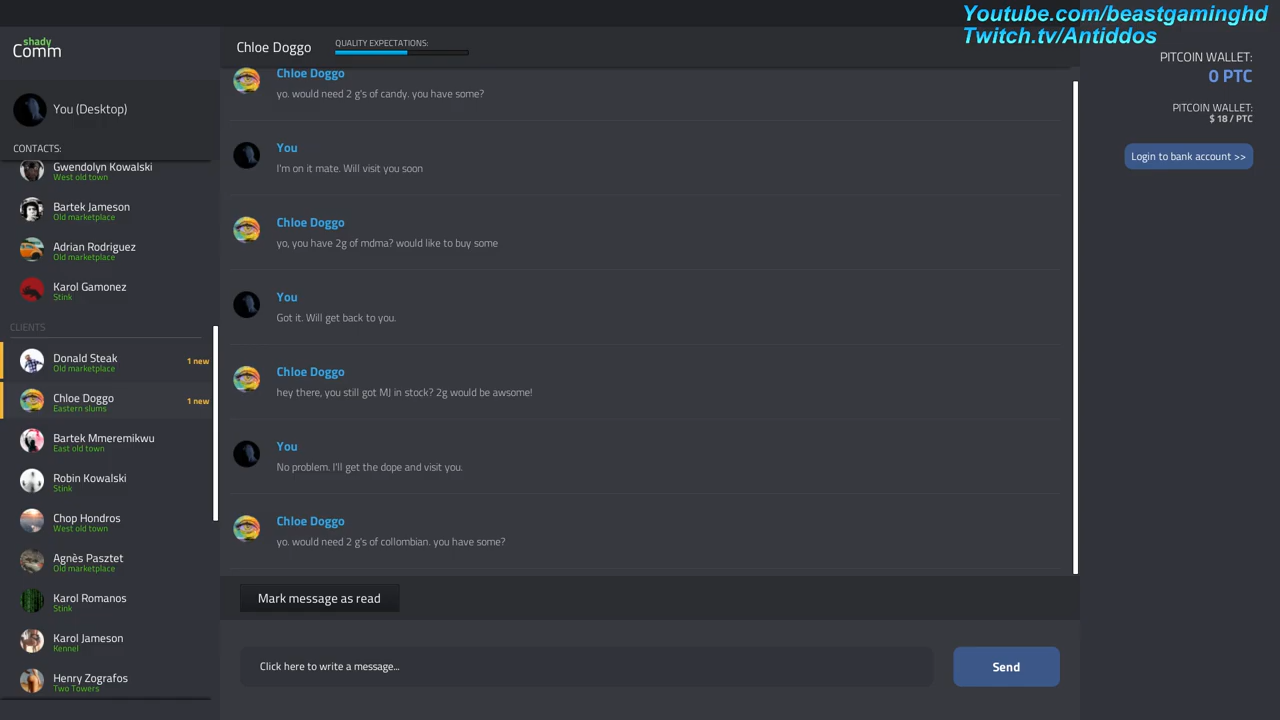 Youtube.com/beastgaminghd
Twitch.tv/Antiddos
shady
Comm
You (Desktop)
CONTACTS:
Gwendolyn Kowalski
West old town
Bartek Jameson
Old marketplace
Adrian Rodriguez
Old marketplace
Karol Gamonez
Stink
CLIENTS
Donald Steak
Old marketplace
1 new
Chloe Doggo
Eastern slums
1 new
Bartek Mmeremikwu
East old town
Robin Kowalski
Stink
Chop Hondros
West old town
Agnès Pasztet
Old marketplace
Karol Romanos
Stink
Karol Jameson
Kennel
Henry Zografos
Two Towers
Chloe Doggo
QUALITY EXPECTATIONS:
Chloe Doggo
yo. would need 2 g's of candy. you have some?
You
I'm on it mate. Will visit you soon
Chloe Doggo
yo, you have 2g of mdma? would like to buy some
You
Got it. Will get back to you.
Chloe Doggo
hey there, you still got MJ in stock? 2g would be awsome!
You
No problem. I'll get the dope and visit you.
Chloe Doggo
yo. would need 2 g's of collombian. you have some?
Mark message as read
Click here to write a message...
Send
PITCOIN WALLET:
0 PTC
PITCOIN WALLET:
$ 18 / PTC
Login to bank account >>